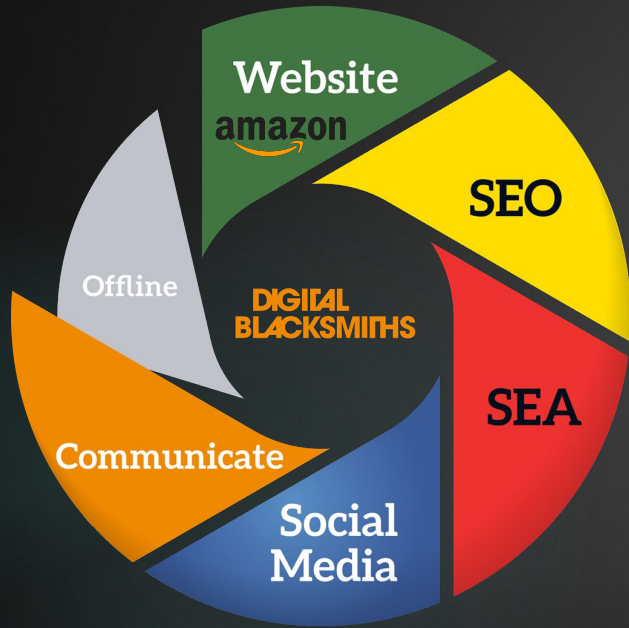 Website
amazon
SEO
SEA
Social
Media
Communicate
Offline
DIGITAL
BLACKSMITHS